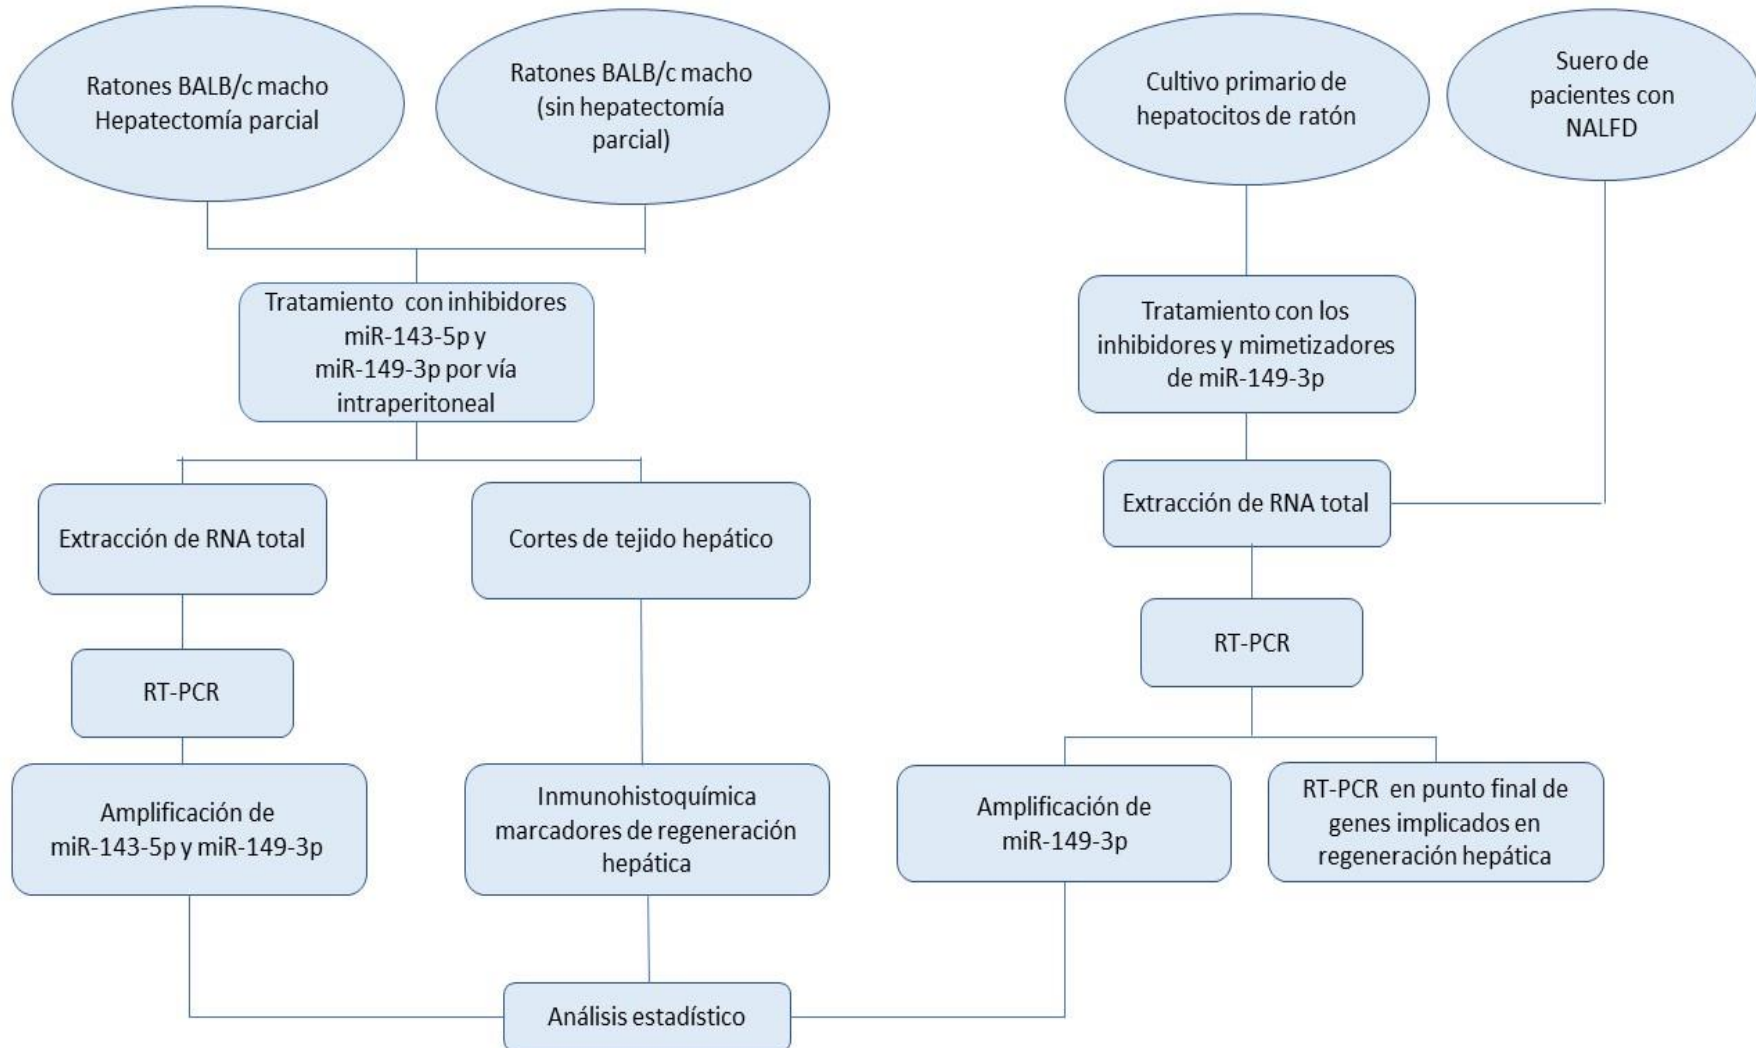 Ratones BALB/c macho
Hepatectomía parcial
Ratones BALB/c macho
(sin hepatectomía
parcial)
Cultivo primario de
hepatocitos de ratón
Suero de
pacientes con
NALFD
Tratamiento con inhibidores
miR-143-5p y
miR-149-3p por vía
intraperitoneal
Tratamiento con los
inhibidores y mimetizadores
de miR-149-3p
Extracción de RNA total
Cortes de tejido hepático
Extracción de RNA total
RT-PCR
RT-PCR
Amplificación de
miR-143-5p y miR-149-3p
Inmunohistoquímica
marcadores de regeneración
hepática
Amplificación de
miR-149-3p
RT-PCR en punto final de
genes implicados en
regeneración hepática
Análisis estadístico